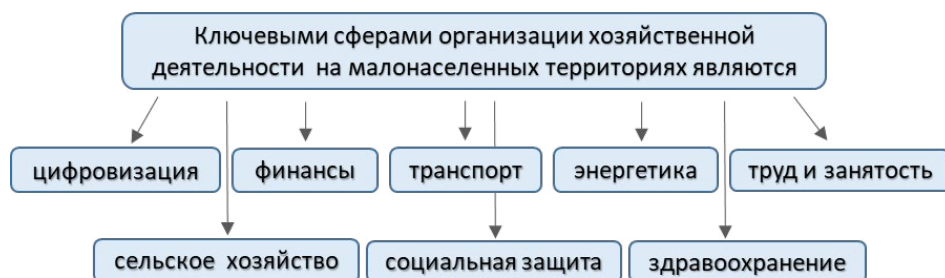 Ключевыми сферами организации хозяйственной
деятельности на малонаселенных территориях являются
цифровизация
финансы
транспорт
энергетика
труд и занятость
сельское хозяйство
социальная защита
здравоохранение